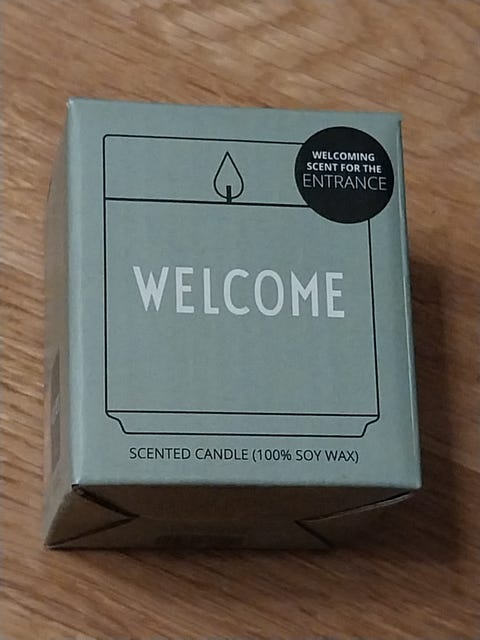 WELCOMING
SCENT FOR THE
ENTRANCE
WELCOME
SCENTED CANDLE (100% SOY WAX)